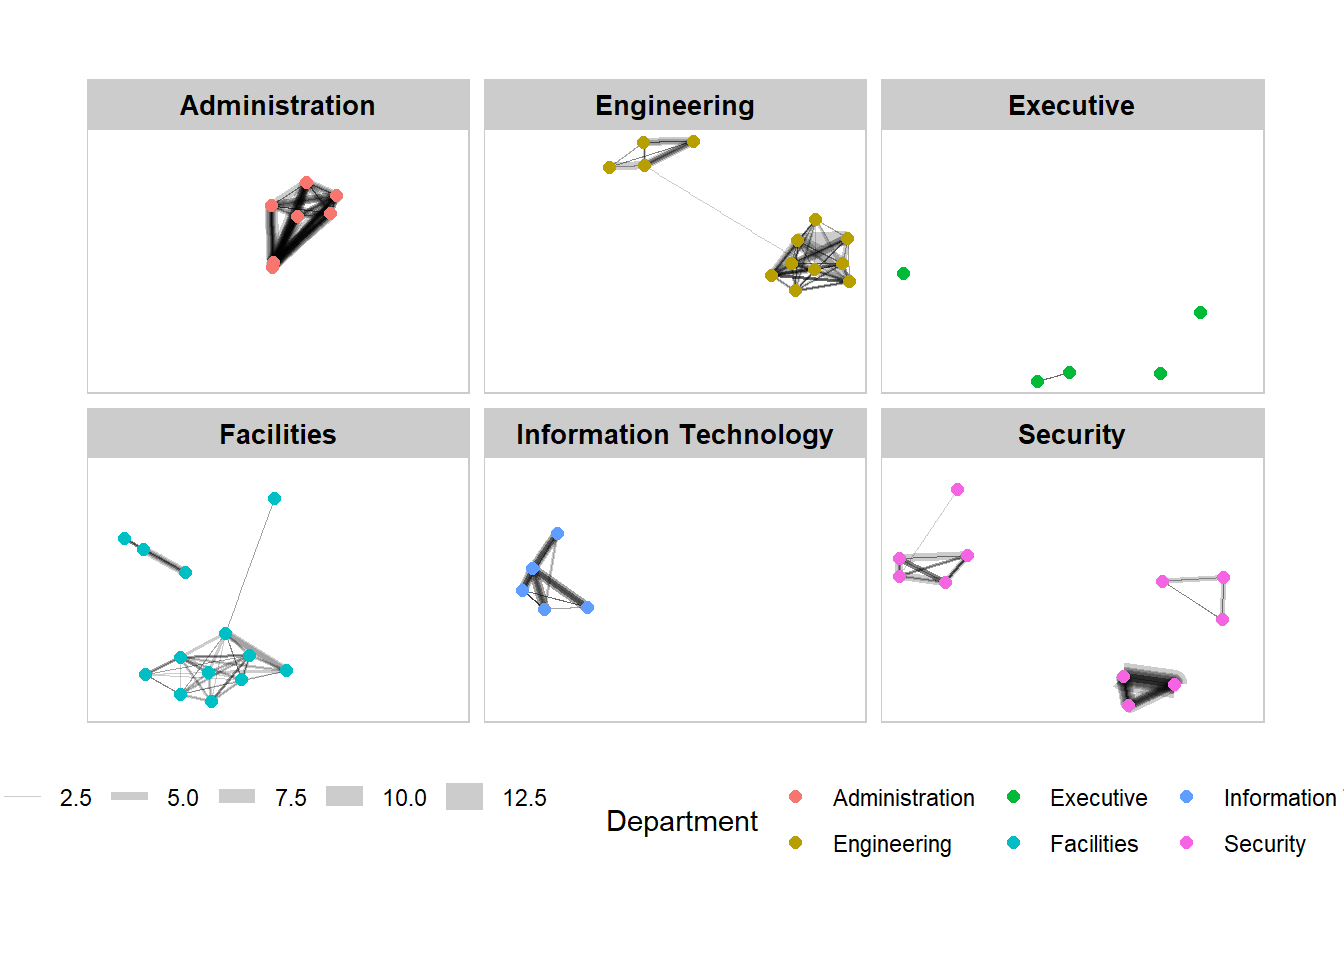 Administration
Engineering
Executive
Facilities
Information Technology
Security
2.5
5.0
7.5
10.0
12.5
Department
Administration
Executive
Information
Engineering
Facilities
Security